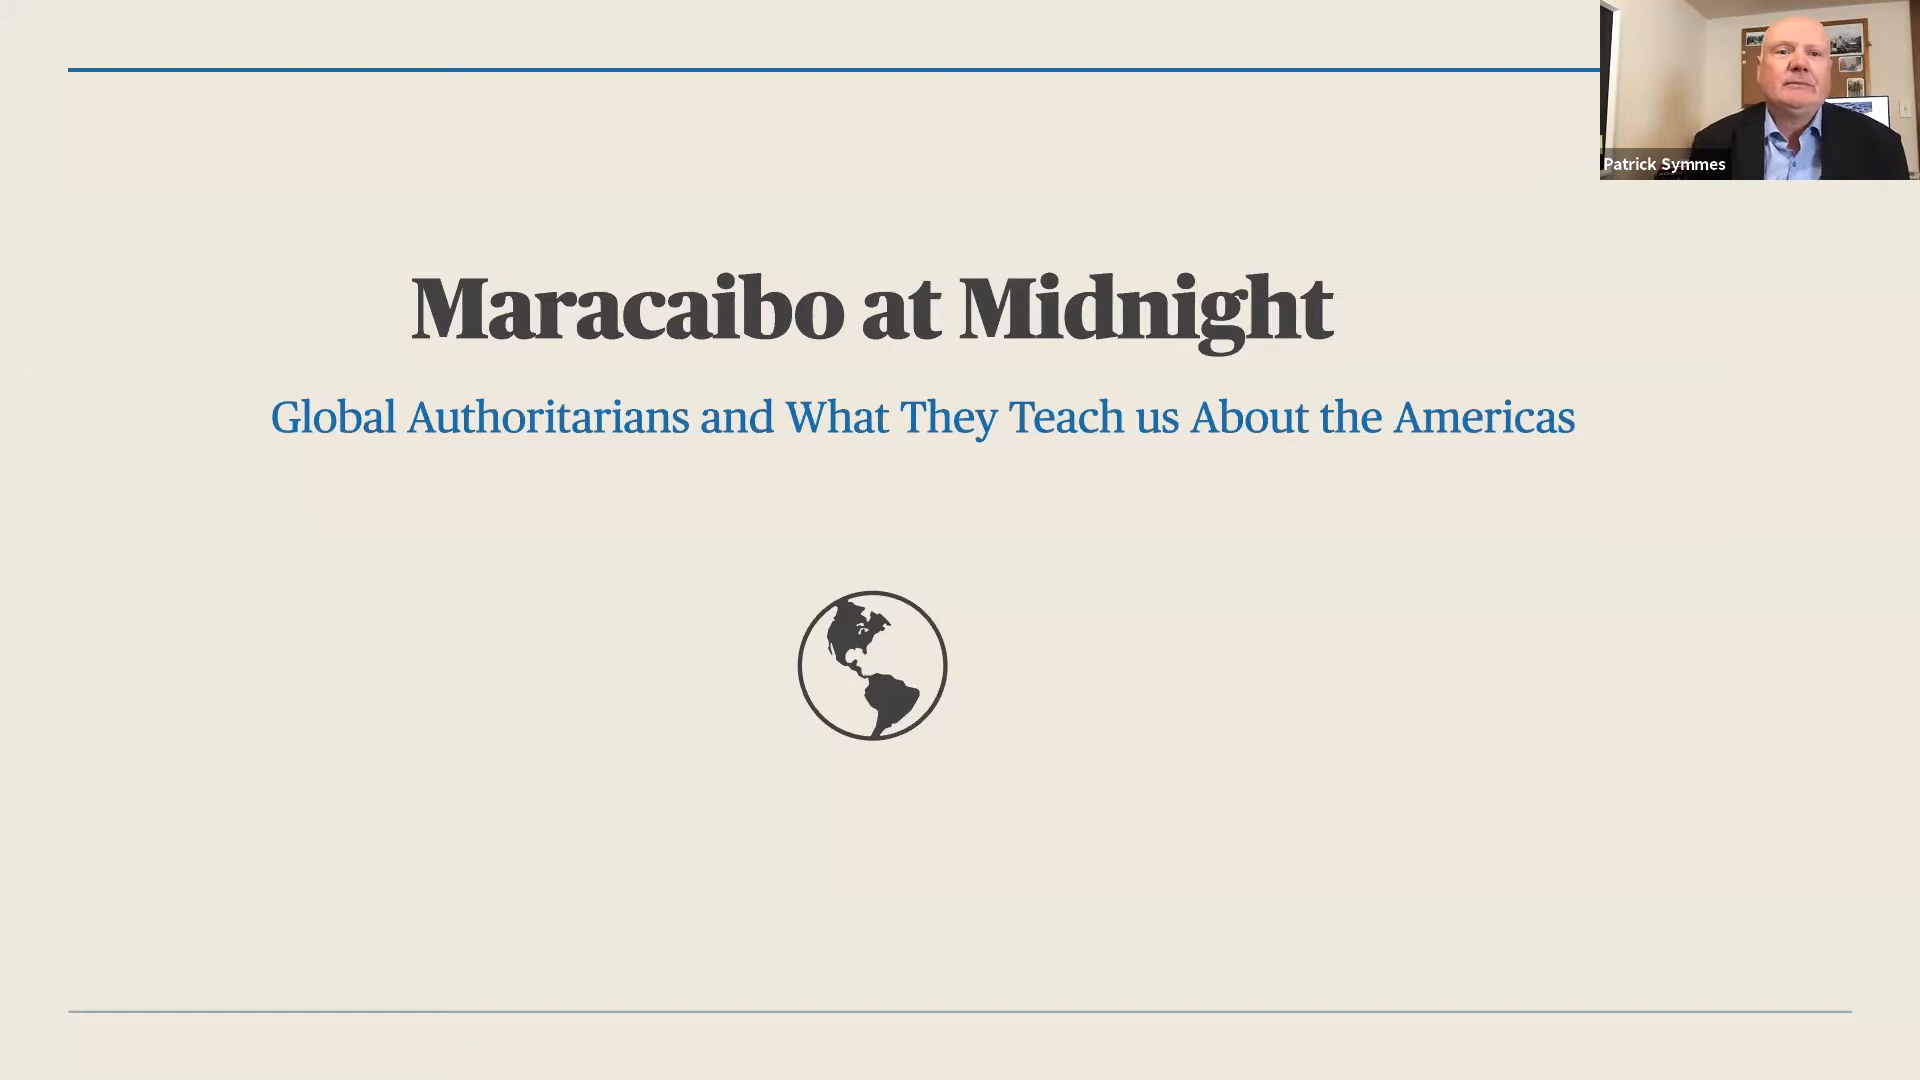 Patrick Symmes
Maracaibo at Midnight
Global Authoritarians and What They Teach us About the Americas